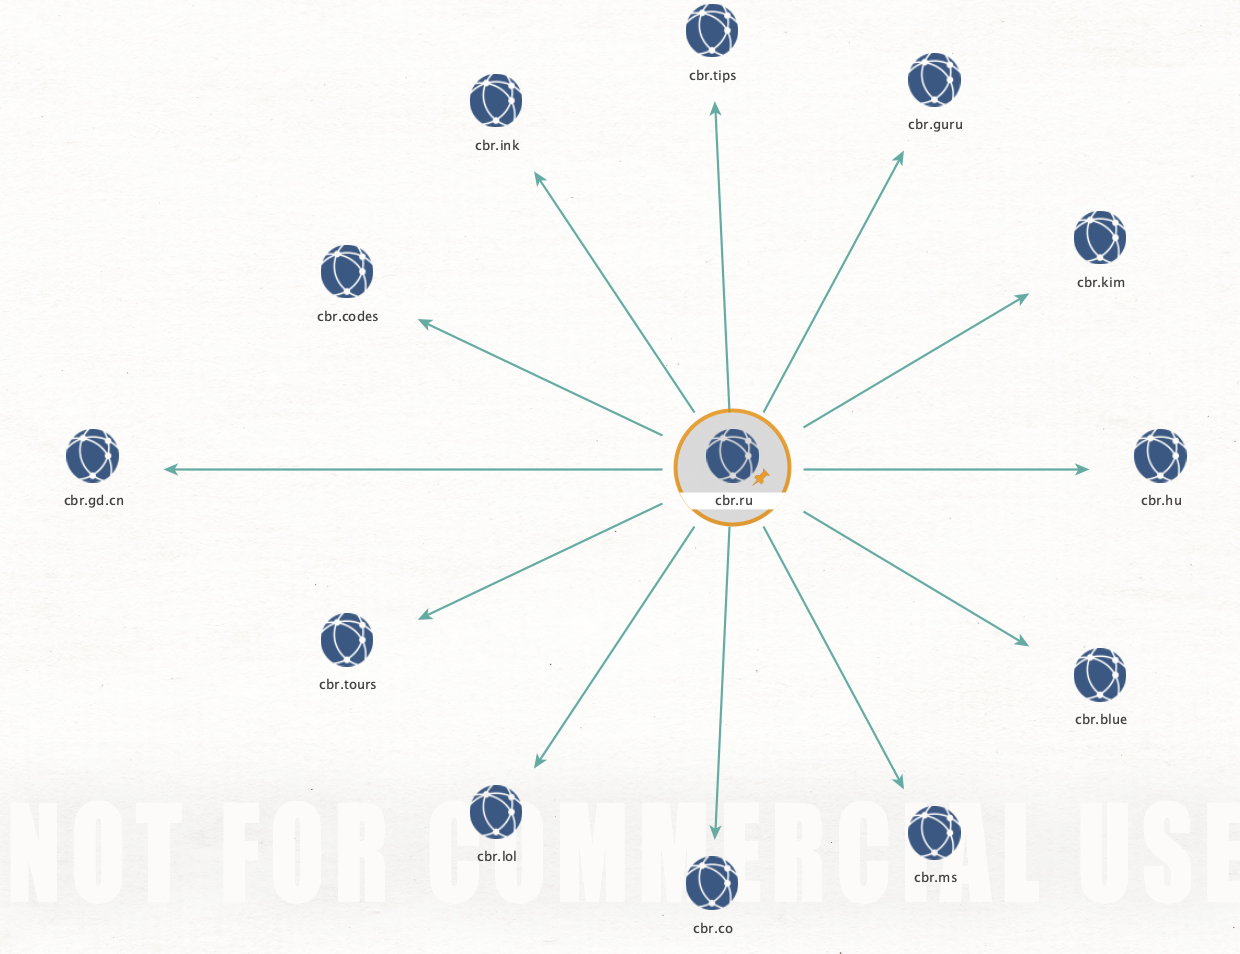 cbr.tips
cbr.guru
cbr.ink
cbr.kim
cbr.codes
cbr.gd.cn
cbr.ru
cbr.hu
cbr.tours
cbr.blue
cbr.lol
cbr.ms
cbr.co
NOT FOR COMMERCIAL USE